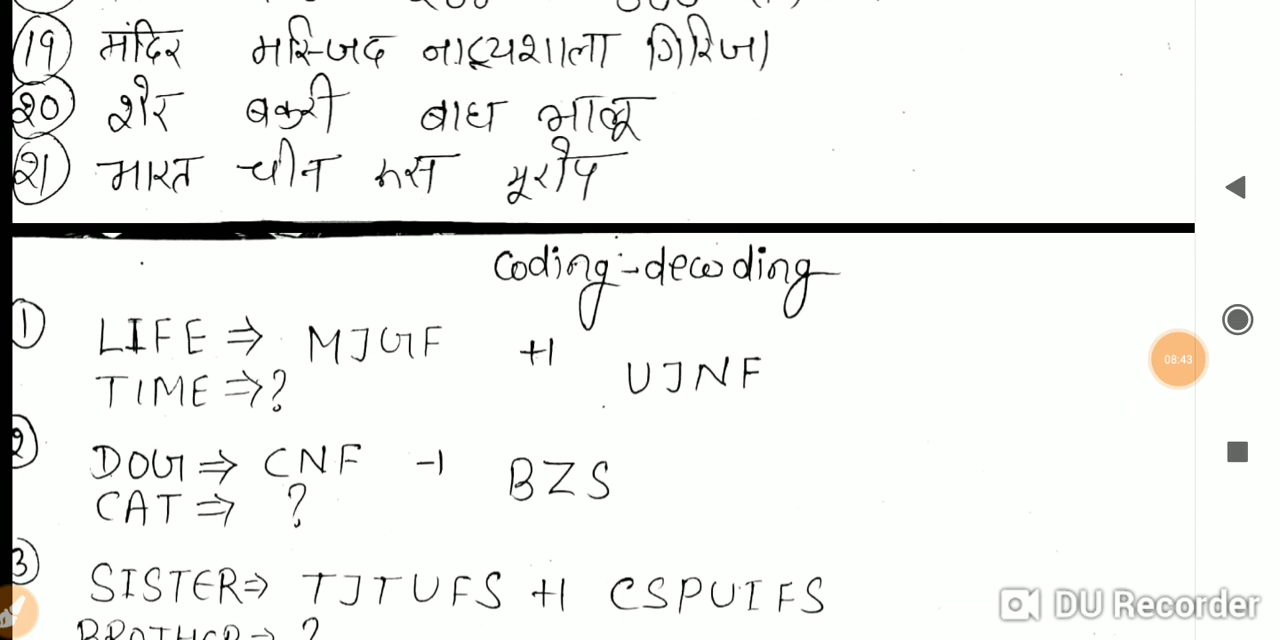 19 मंदिर मस्जिद नाट्यशाला गिरिजा
20 शेर बकरी बाघ भालू
21 भारत चीन रूस यूरोप
Coding-decoding
1 LIFE ⇒ MJGF +1 UJNF
TIME ⇒ ?
2 DOG ⇒ CNF -1 BZS
CAT ⇒ ?
3 SISTER ⇒ TJTUFS +1 CSPUIFS
BROTHER ⇒ ?
08:43
DU Recorder